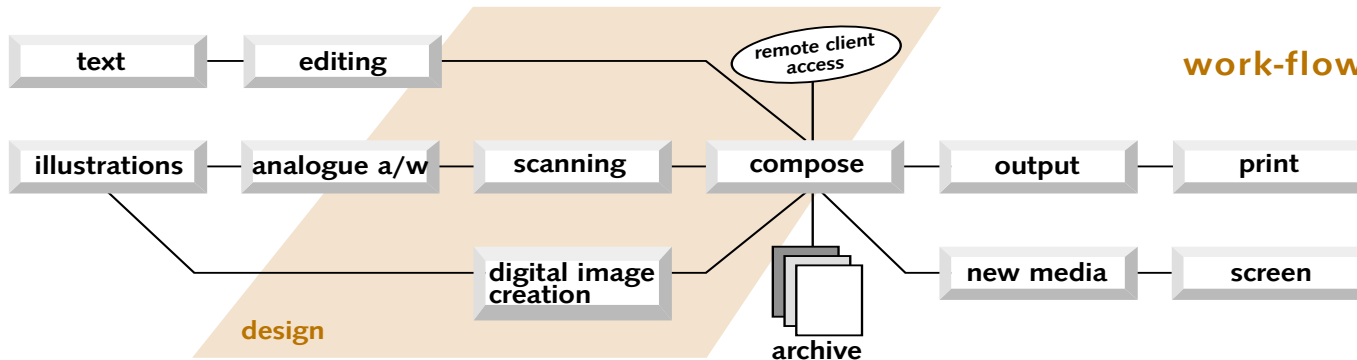 text
editing
remote client
access
work-flow
illustrations
analogue a/w
scanning
compose
output
print
digital image
creation
new media
screen
design
archive